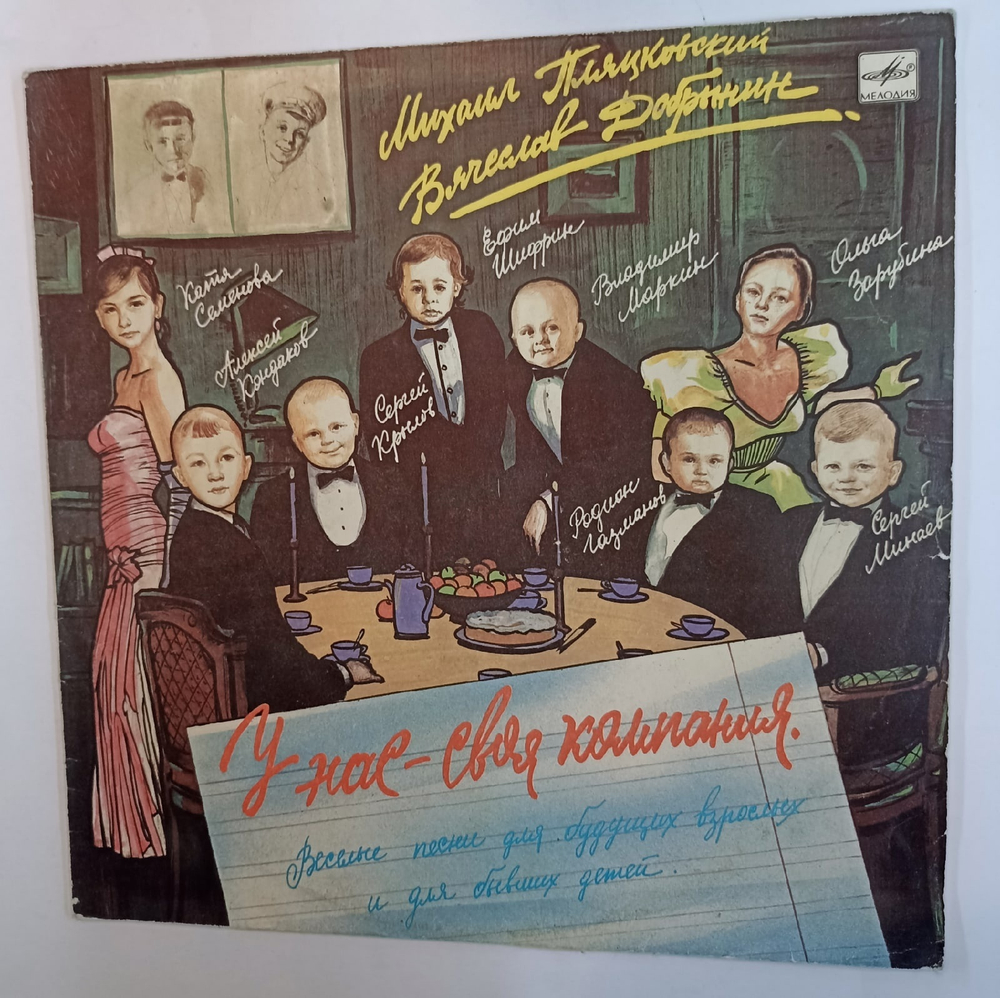 Михаил Пляцковский
Вячеслав Добрынин
МЕЛОДИЯ
Ефим
Шифрин
Владимир
Маркин
Ольга
Зарубина
Катя
Семёнова
Алексей
Кондаков
Сергей
Крылов
Родион
Газманов
Сергей
Минаев
У нас – своя компания.
Веселые песни для будущих взрослых
и для бывших детей.